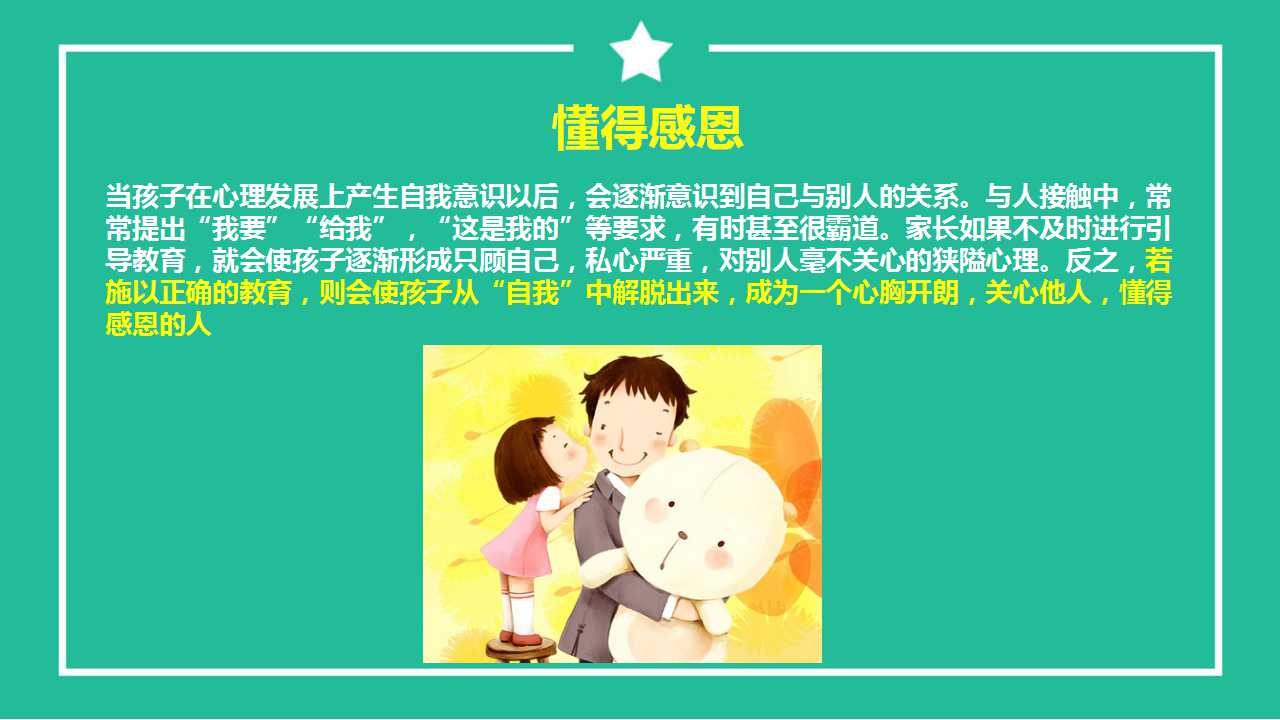 懂得感恩
当孩子在心理发展上产生自我意识以后，会逐渐意识到自己与别人的关系。与人接触中，常
常提出“我要”“给我”，“这是我的”等要求，有时甚至很霸道。家长如果不及时进行引
导教育，就会使孩子逐渐形成只顾自己，私心严重，对别人毫不关心的狭隘心理。反之，若
施以正确的教育，则会使孩子从“自我”中解脱出来，成为一个心胸开朗，关心他人，懂得
感恩的人